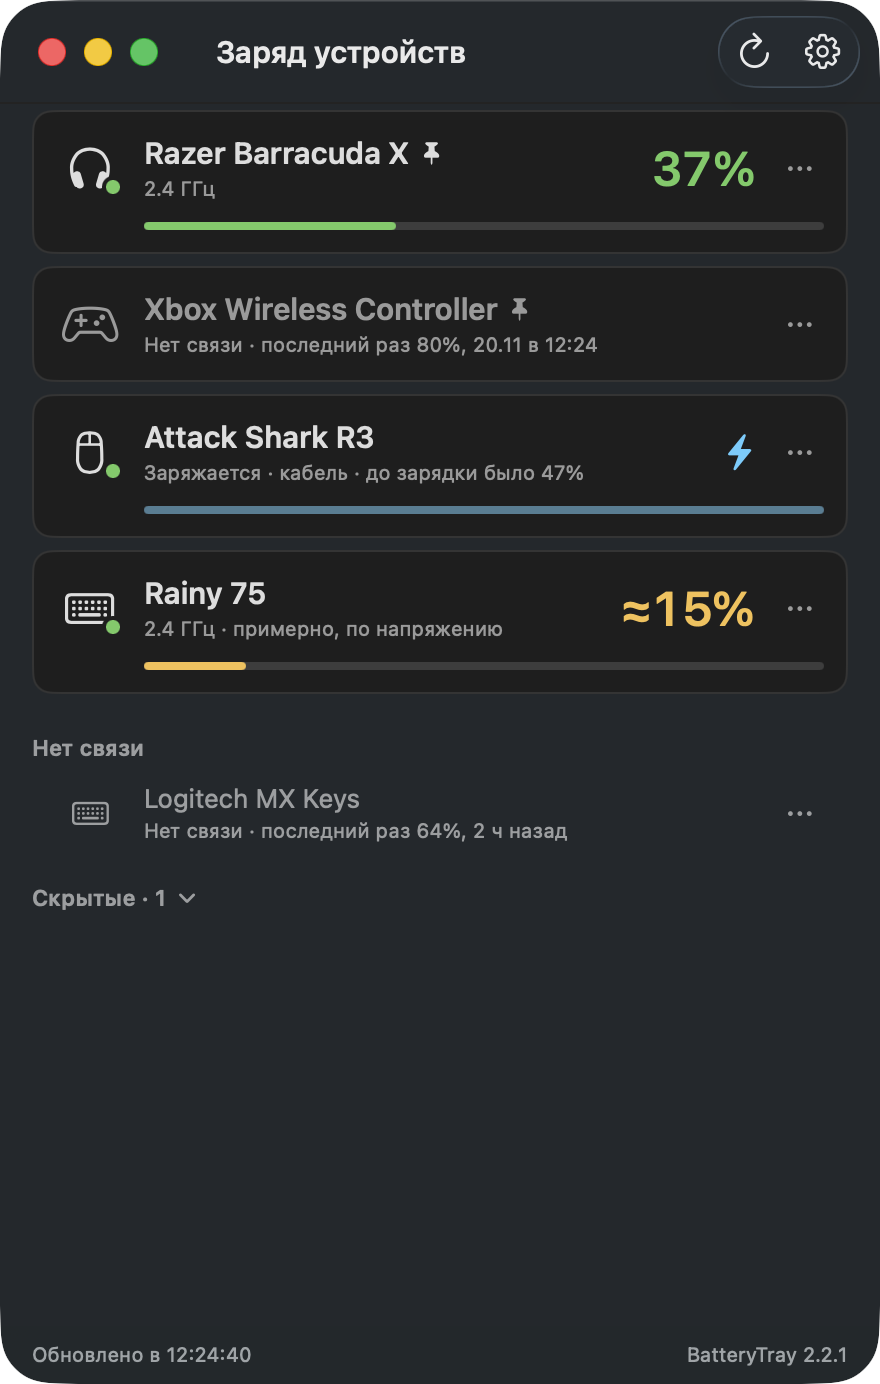 Заряд устройств
Razer Barracuda X
2.4 ГГц
37%
Xbox Wireless Controller
Нет связи · последний раз 80%, 20.11 в 12:24
Attack Shark R3
Заряжается · кабель · до зарядки было 47%
Rainy 75
2.4 ГГц · примерно, по напряжению
≈15%
Нет связи
Logitech MX Keys
Нет связи · последний раз 64%, 2 ч назад
Скрытые · 1
Обновлено в 12:24:40
BatteryTray 2.2.1